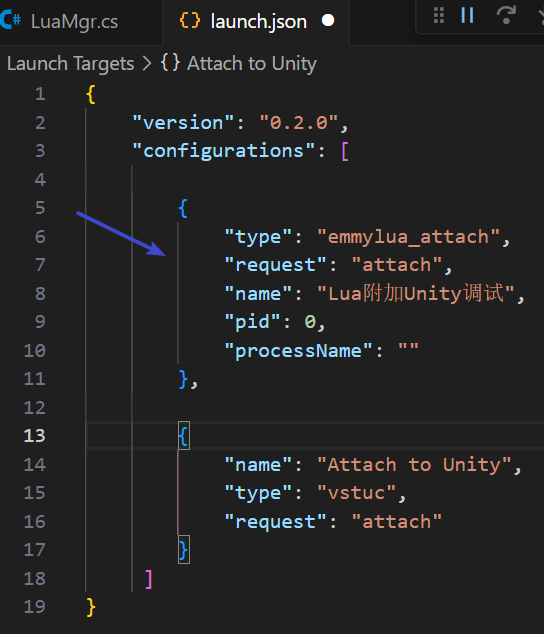 C# LuaMgr.cs {} launch.json ●
Launch Targets > {} Attach to Unity
1 {
2 "version": "0.2.0",
3 "configurations": [
4
5 {
6 "type": "emmylua_attach",
7 "request": "attach",
8 "name": "Lua附加Unity调试",
9 "pid": 0,
10 "processName": ""
11 },
12
13 {
14 "name": "Attach to Unity",
15 "type": "vstuc",
16 "request": "attach"
17 }
18 ]
19 }